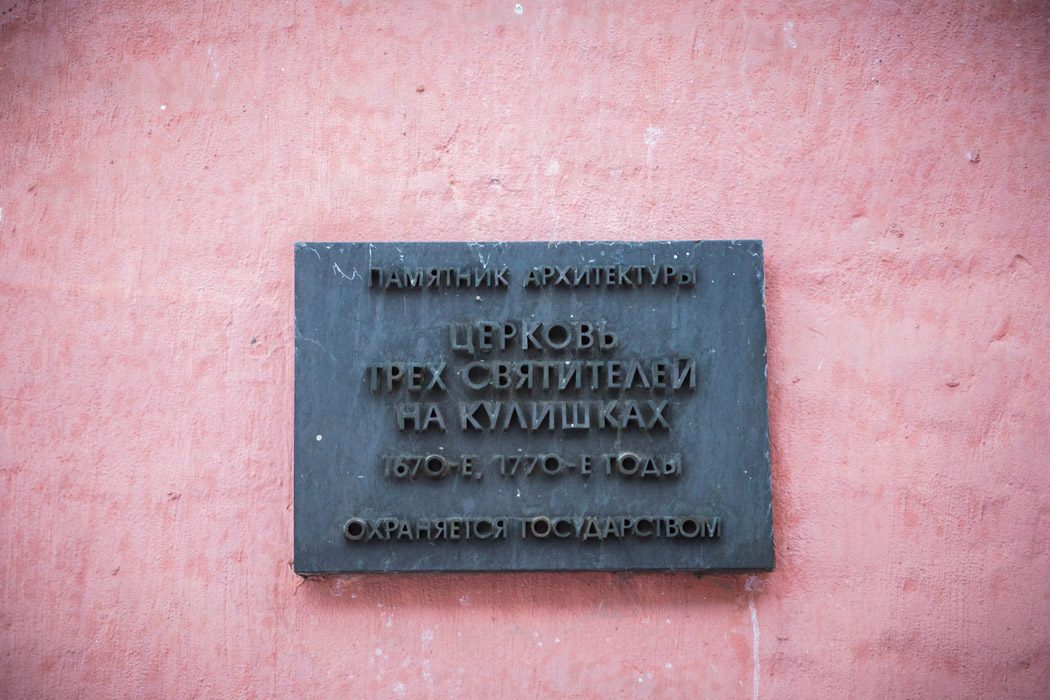 ПАМЯТНИК АРХИТЕКТУРЫ
ЦЕРКОВЬ
ТРЕХ СВЯТИТЕЛЕЙ
НА КУЛИШКАХ
1670-Е, 1770-Е ГОДЫ
ОХРАНЯЕТСЯ ГОСУДАРСТВОМ